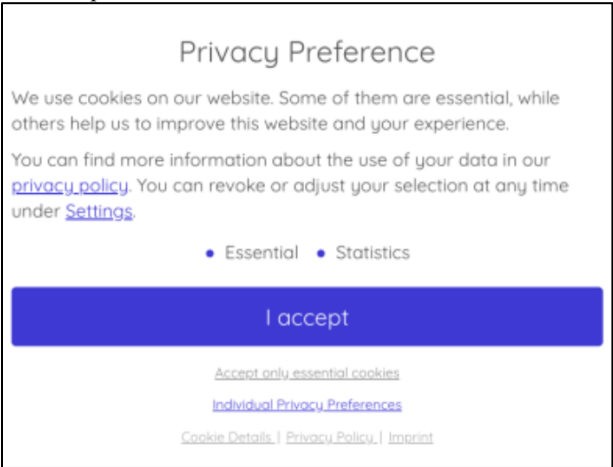 Privacy Preference
We use cookies on our website. Some of them are essential, while
others help us to improve this website and your experience.
You can find more information about the use of your data in our
privacy policy. You can revoke or adjust your selection at any time
under Settings.
• Essential • Statistics
I accept
Accept only essential cookies
Individual Privacy Preferences
Cookie Details | Privacy Policy | Imprint